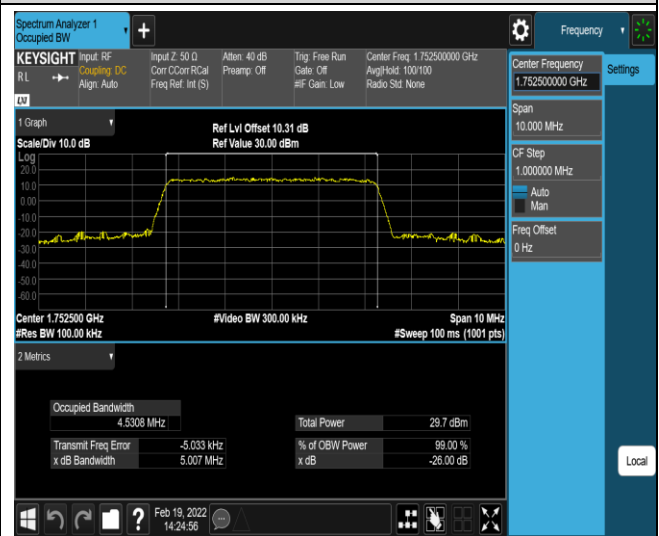 Spectrum Analyzer 1
Occupied BW
+
Frequency
KEYSIGHT
R L
LXI
Input: RF
Coupling: DC
Align: Auto
Input Z: 50 Ω
Corr CCorr RCal
Freq Ref: Int (S)
Atten: 40 dB
Preamp: Off
Trig: Free Run
Gate: Off
#IF Gain: Low
Center Freq: 1.752500000 GHz
Avg|Hold: 100/100
Radio Std: None
Center Frequency
1.752500000 GHz
Settings
Span
10.000 MHz
CF Step
1.000000 MHz
Auto
Man
Freq Offset
0 Hz
1 Graph
Scale/Div 10.0 dB
Ref Lvl Offset 10.31 dB
Ref Value 30.00 dBm
Log
20.0
10.0
0.00
-10.0
-20.0
-30.0
-40.0
-50.0
-60.0
Center 1.752500 GHz
#Video BW 300.00 kHz
Span 10 MHz
#Res BW 100.00 kHz
#Sweep 100 ms (1001 pts)
2 Metrics
Occupied Bandwidth
4.5308 MHz
Total Power 29.7 dBm
Transmit Freq Error -5.033 kHz
% of OBW Power 99.00 %
x dB Bandwidth 5.007 MHz
x dB -26.00 dB
Local
?
Feb 19, 2022
14:24:56